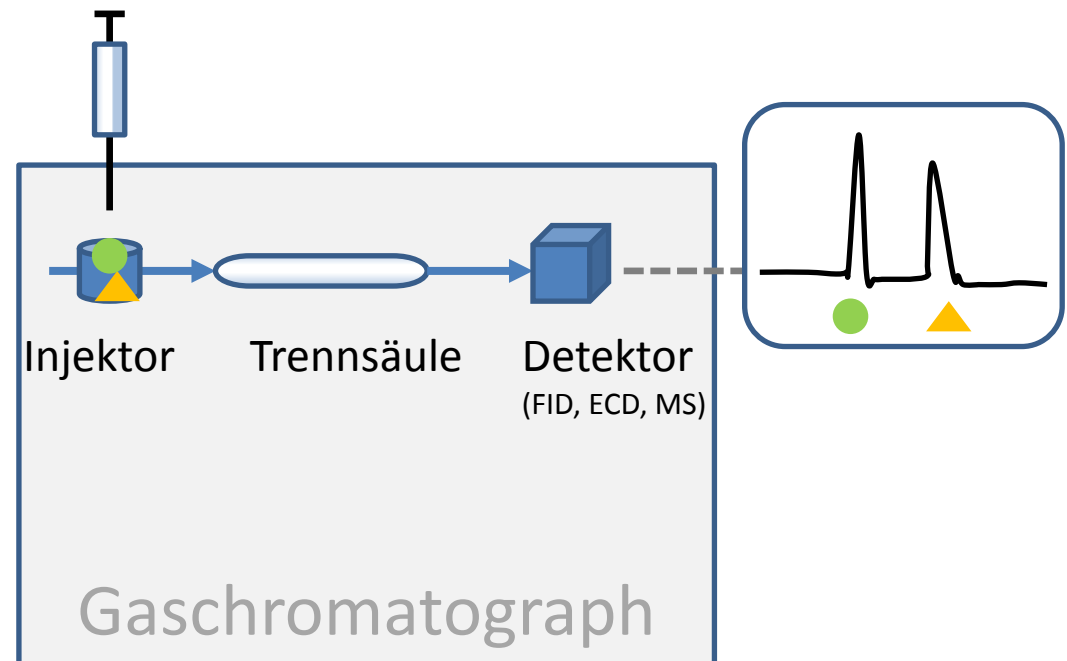 Injektor
Trennsäule
Detektor
(FID, ECD, MS)
Gaschromatograph